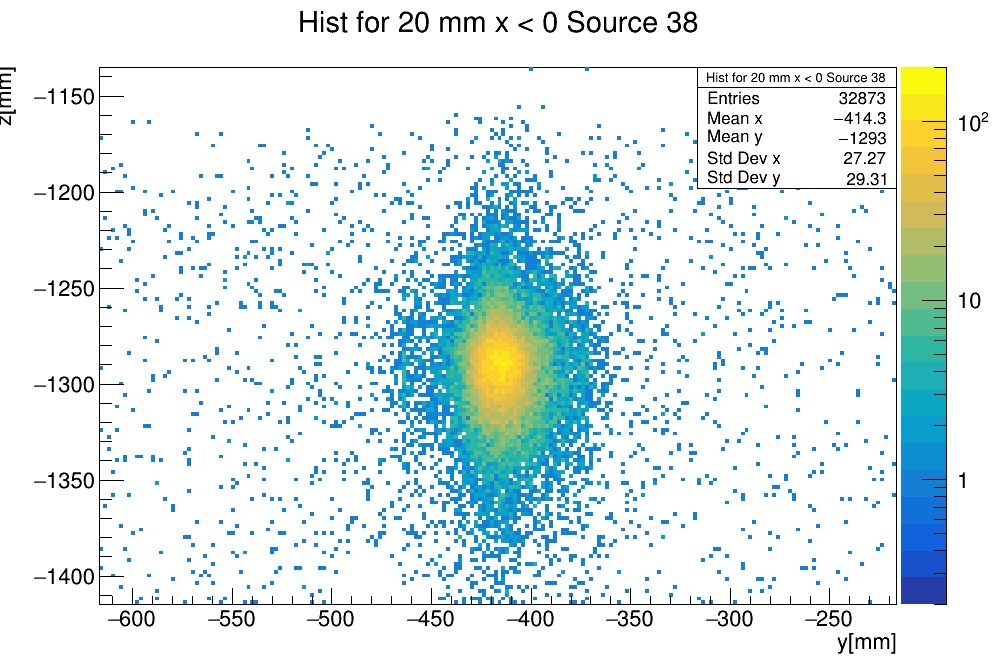 Hist for 20 mm x < 0 Source 38
z[mm]
Hist for 20 mm x < 0 Source 38
Entries 32873
Mean x −414.3
Mean y −1293
Std Dev x 27.27
Std Dev y 29.31
−1150
−1200
−1250
−1300
−1350
−1400
10²
10
1
−600 −550 −500 −450 −400 −350 −300 −250
y[mm]